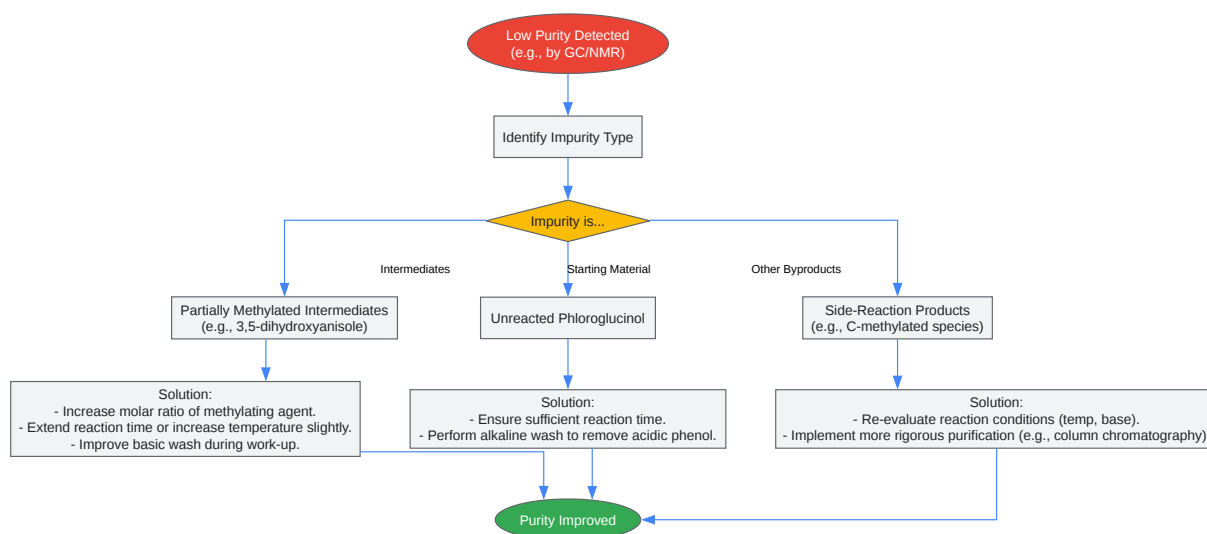 Low Purity Detected
(e.g., by GC/NMR)
Identify Impurity Type
Impurity is...
Intermediates
Starting Material
Other Byproducts
Partially Methylated Intermediates
(e.g., 3,5-dihydroxyanisole)
Unreacted Phloroglucinol
Side-Reaction Products
(e.g., C-methylated species)
Solution:
- Increase molar ratio of methylating agent.
- Extend reaction time or increase temperature slightly.
- Improve basic wash during work-up.
Solution:
- Ensure sufficient reaction time.
- Perform alkaline wash to remove acidic phenol.
Solution:
- Re-evaluate reaction conditions (temp, base).
- Implement more rigorous purification (e.g., column chromatography)
Purity Improved